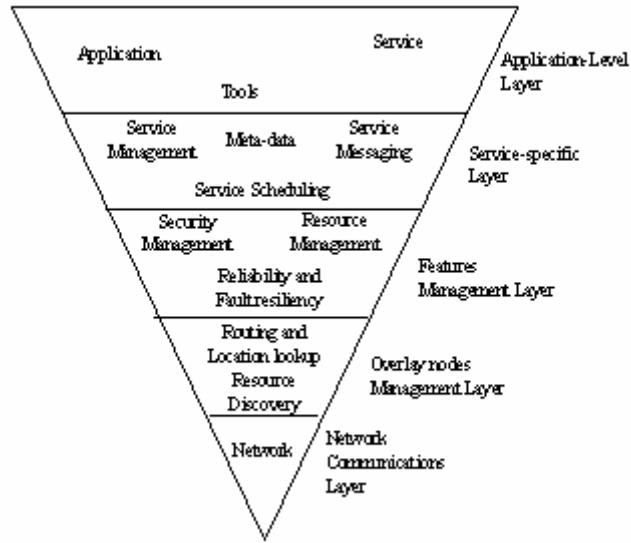 Application
Service
Tools
Application-Level
Layer
Service
Management
Meta-data
Service
Messaging
Service Scheduling
Service-specific
Layer
Security
Management
Resource
Management
Reliability and
Fault resiliency
Features
Management Layer
Routing and
Location lookup
Resource
Discovery
Overlay nodes
Management Layer
Network
Network
Communications
Layer